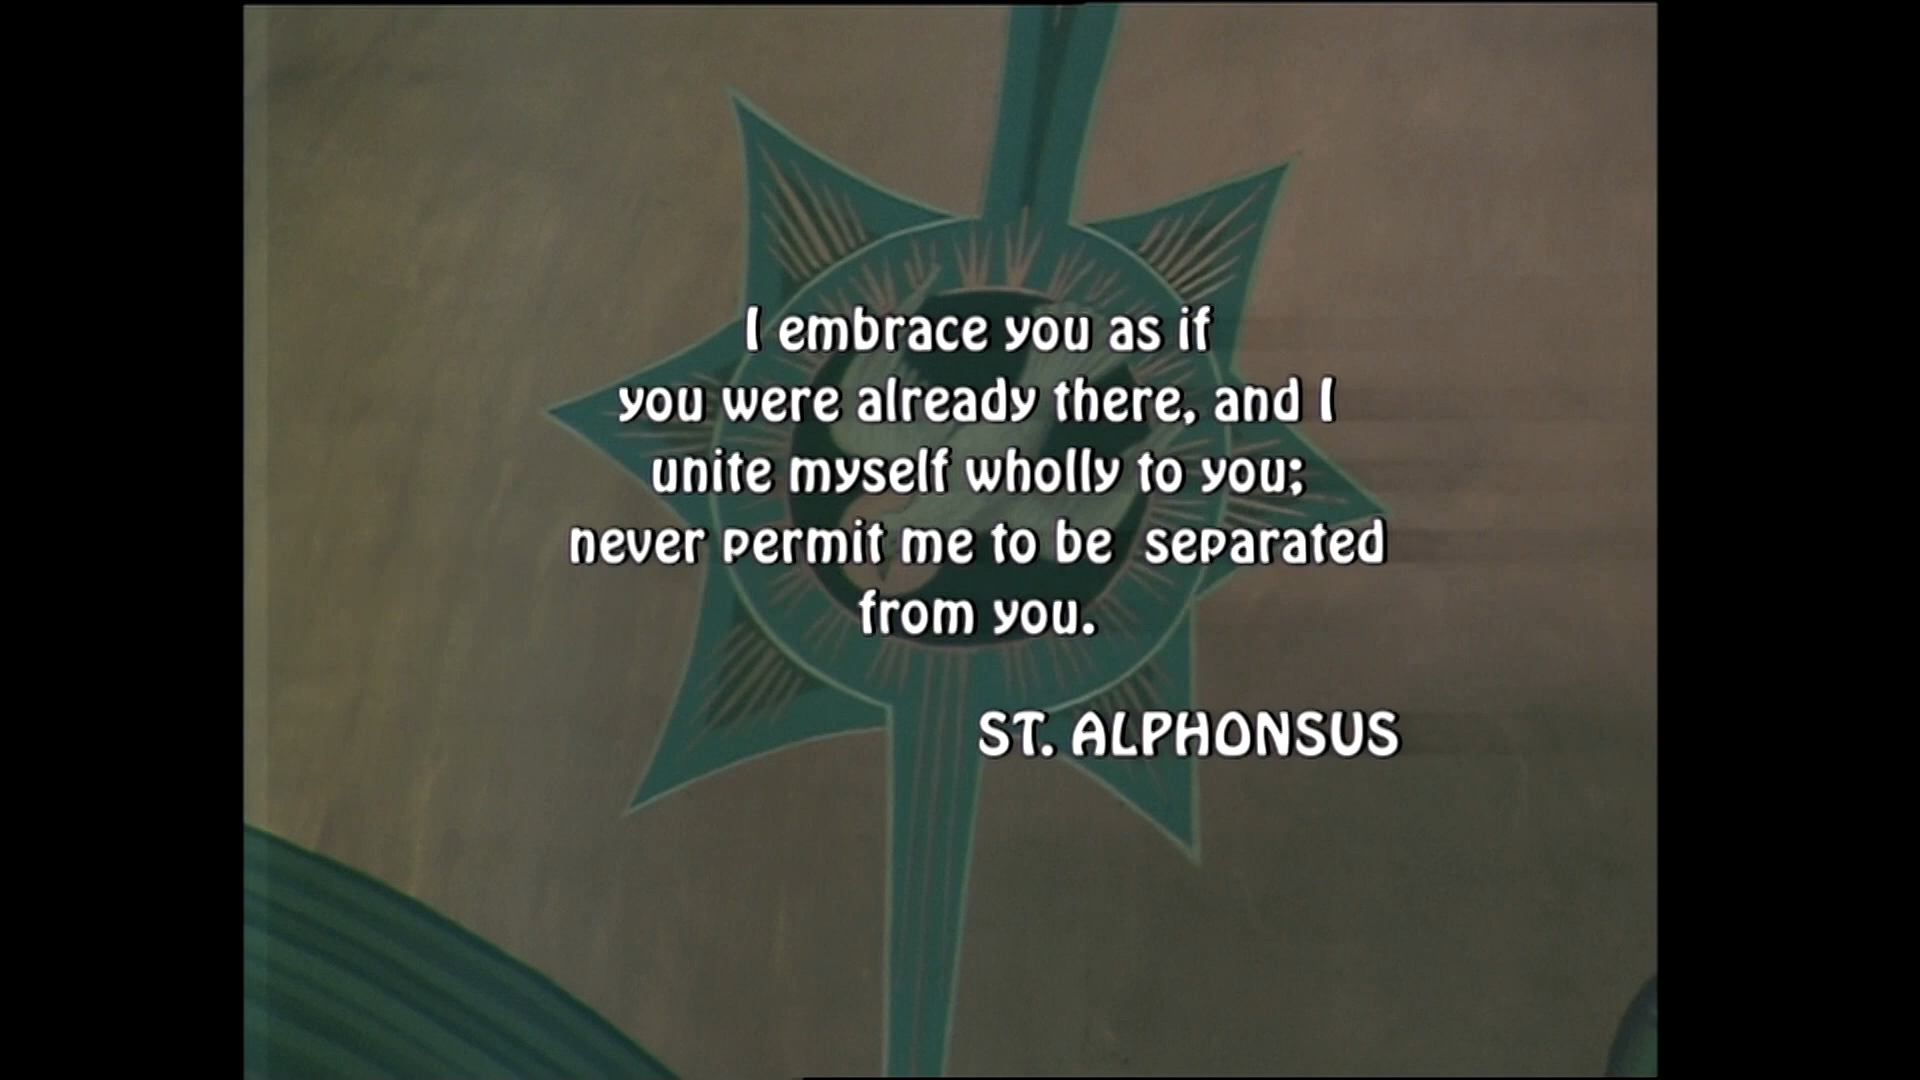 I embrace you as if
you were already there, and I
unite myself wholly to you;
never permit me to be  separated
from you.
ST. ALPHONSUS